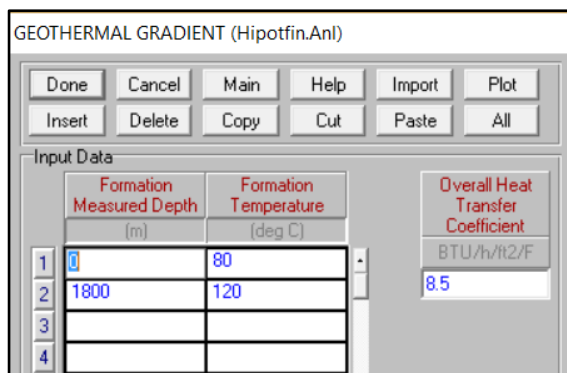 GEOTHERMAL GRADIENT (Hipotfin.Anl)
Done Cancel Main Help Import Plot
Insert Delete Copy Cut Paste All
Input Data
Formation Measured Depth
(m)
Formation Temperature
(deg C)
Overall Heat Transfer Coefficient
BTU/h/ft2/F
1 0 80
8.5
2 1800 120
3
4